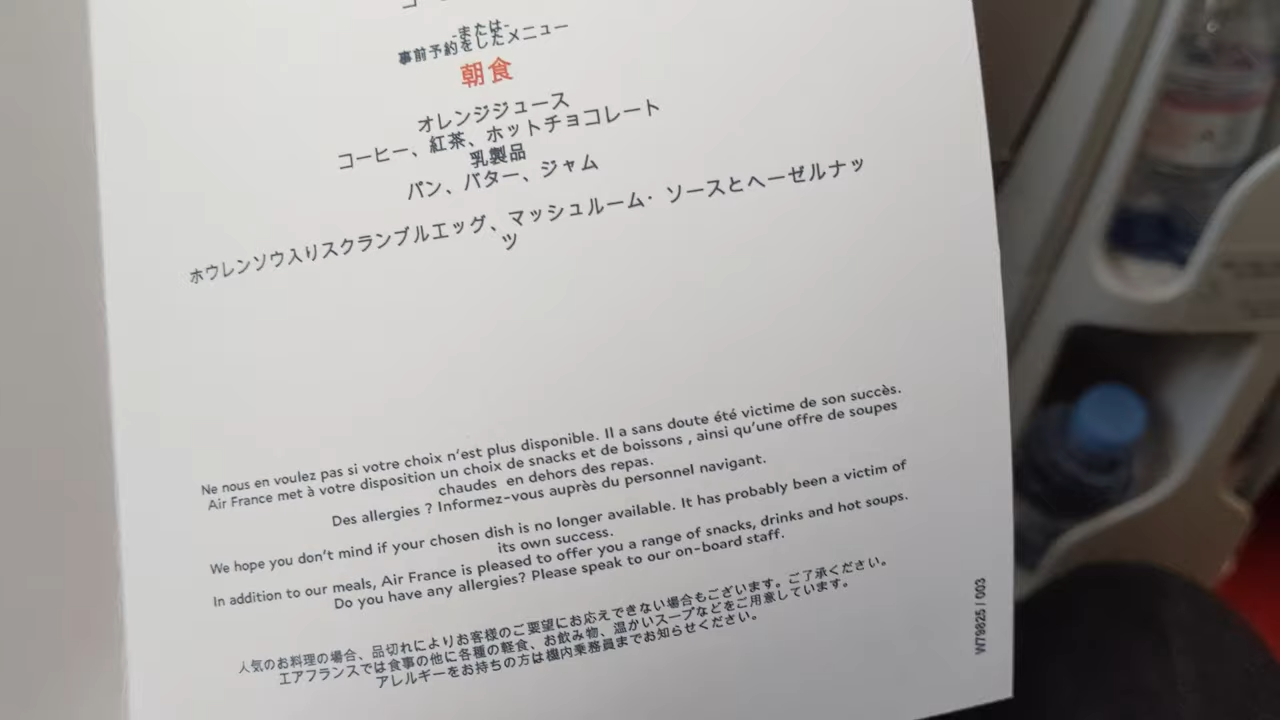 -または-
事前予約をしたメニュー
朝食
オレンジジュース
コーヒー、紅茶、ホットチョコレート
乳製品
パン、バター、ジャム
ホウレンソウ入りスクランブルエッグ、マッシュルーム・ソースとヘーゼルナッ
ツ
Ne nous en voulez pas si votre choix n'est plus disponible. Il a sans doute été victime de son succès.
Air France met à votre disposition un choix de snacks et de boissons , ainsi qu'une offre de soupes
chaudes en dehors des repas.
Des allergies ? Informez-vous auprès du personnel navigant.
We hope you don't mind if your chosen dish is no longer available. It has probably been a victim of
its own success.
In addition to our meals, Air France is pleased to offer you a range of snacks, drinks and hot soups.
Do you have any allergies? Please speak to our on-board staff.
人気のお料理の場合、品切れによりお客様のご要望にお応えできない場合もございます。ご了承ください。
エアフランスでは食事の他に各種の軽食、お飲み物、温かいスープなどをご用意しています。
アレルギーをお持ちの方は機内乗務員までお知らせください。
W79825 / 003